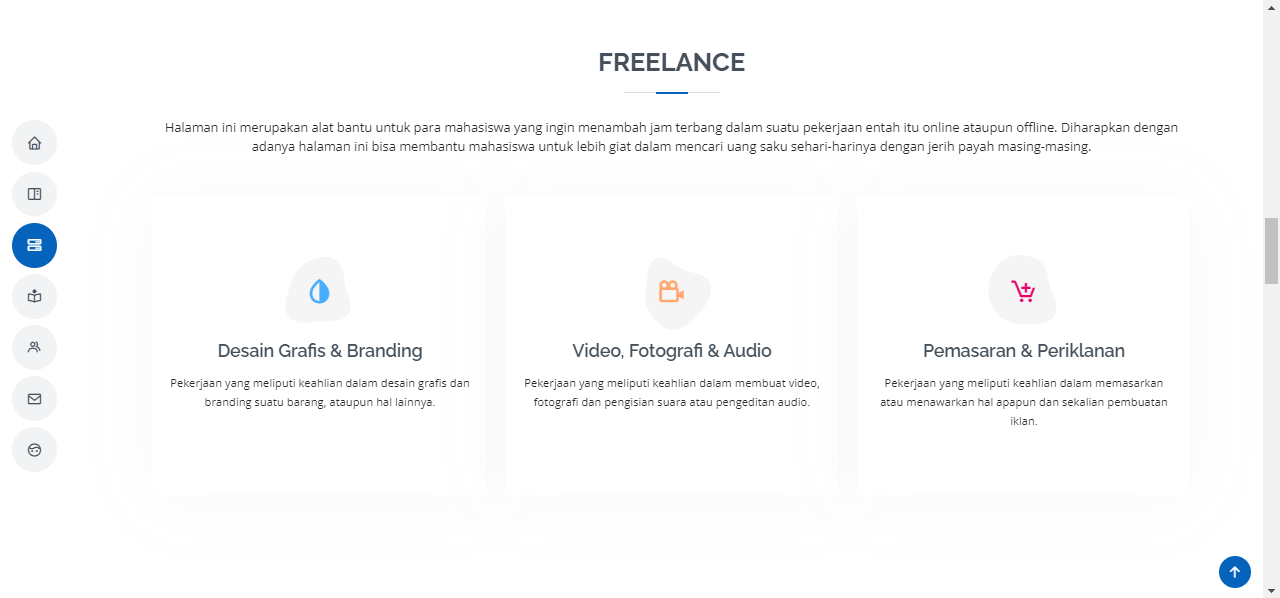 FREELANCE
Halaman ini merupakan alat bantu untuk para mahasiswa yang ingin menambah jam terbang dalam suatu pekerjaan entah itu online ataupun offline. Diharapkan dengan
adanya halaman ini bisa membantu mahasiswa untuk lebih giat dalam mencari uang saku sehari-harinya dengan jerih payah masing-masing.
Desain Grafis & Branding
Pekerjaan yang meliputi keahlian dalam desain grafis dan
branding suatu barang, ataupun hal lainnya.
Video, Fotografi & Audio
Pekerjaan yang meliputi keahlian dalam membuat video,
fotografi dan pengisian suara atau pengeditan audio.
Pemasaran & Periklanan
Pekerjaan yang meliputi keahlian dalam memasarkan
atau menawarkan hal apapun dan sekalian pembuatan
iklan.